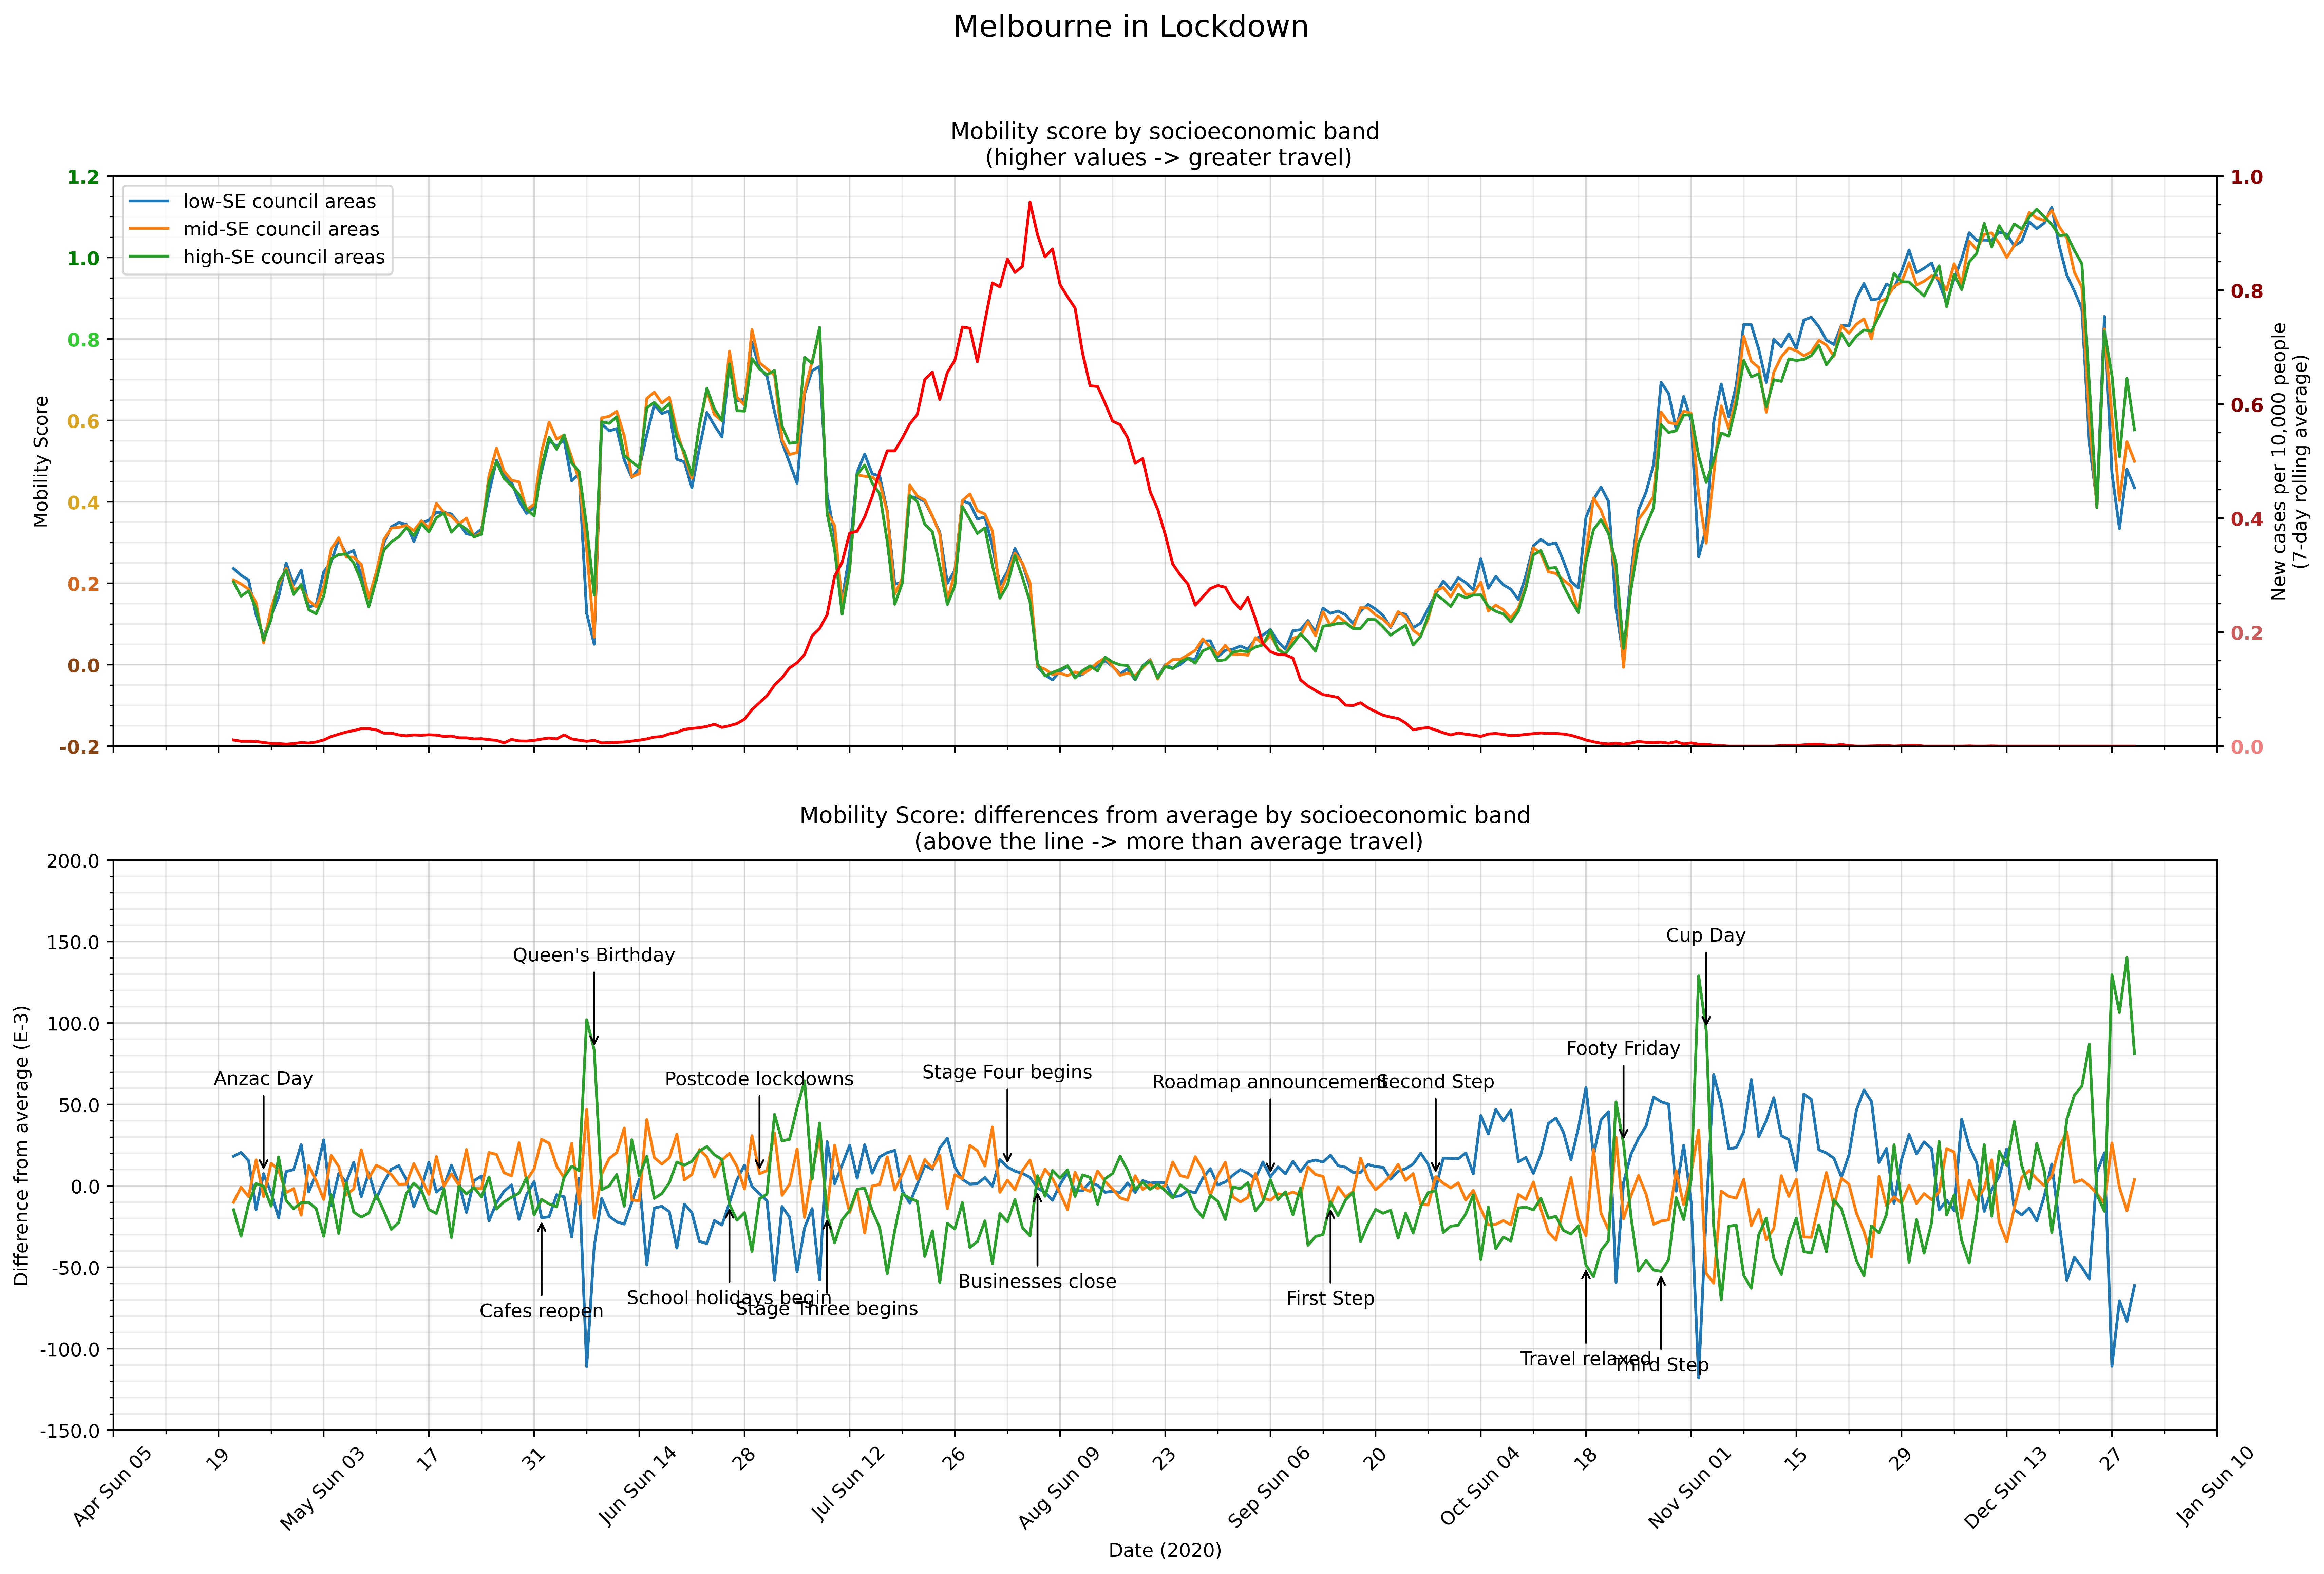 Melbourne in Lockdown
Mobility score by socioeconomic band
(higher values -> greater travel)
1.2
1.0
0.8
0.6
0.4
0.2
0.0
-0.2
Mobility Score
low-SE council areas
mid-SE council areas
high-SE council areas
1.0
0.8
0.6
0.4
0.2
0.0
New cases per 10,000 people
(7-day rolling average)
Mobility Score: differences from average by socioeconomic band
(above the line -> more than average travel)
200.0
150.0
100.0
50.0
0.0
-50.0
-100.0
-150.0
Difference from average (E-3)
Cup Day
Queen's Birthday
Footy Friday
Stage Four begins
Anzac Day
Postcode lockdowns
Roadmap announcement
Second Step
Businesses close
School holidays begin
First Step
Stage Three begins
Cafes reopen
Travel relaxed
Third Step
Apr Sun 05
19
May Sun 03
17
31
Jun Sun 14
28
Jul Sun 12
26
Aug Sun 09
23
Sep Sun 06
20
Oct Sun 04
18
Nov Sun 01
15
29
Dec Sun 13
27
Jan Sun 10
Date (2020)